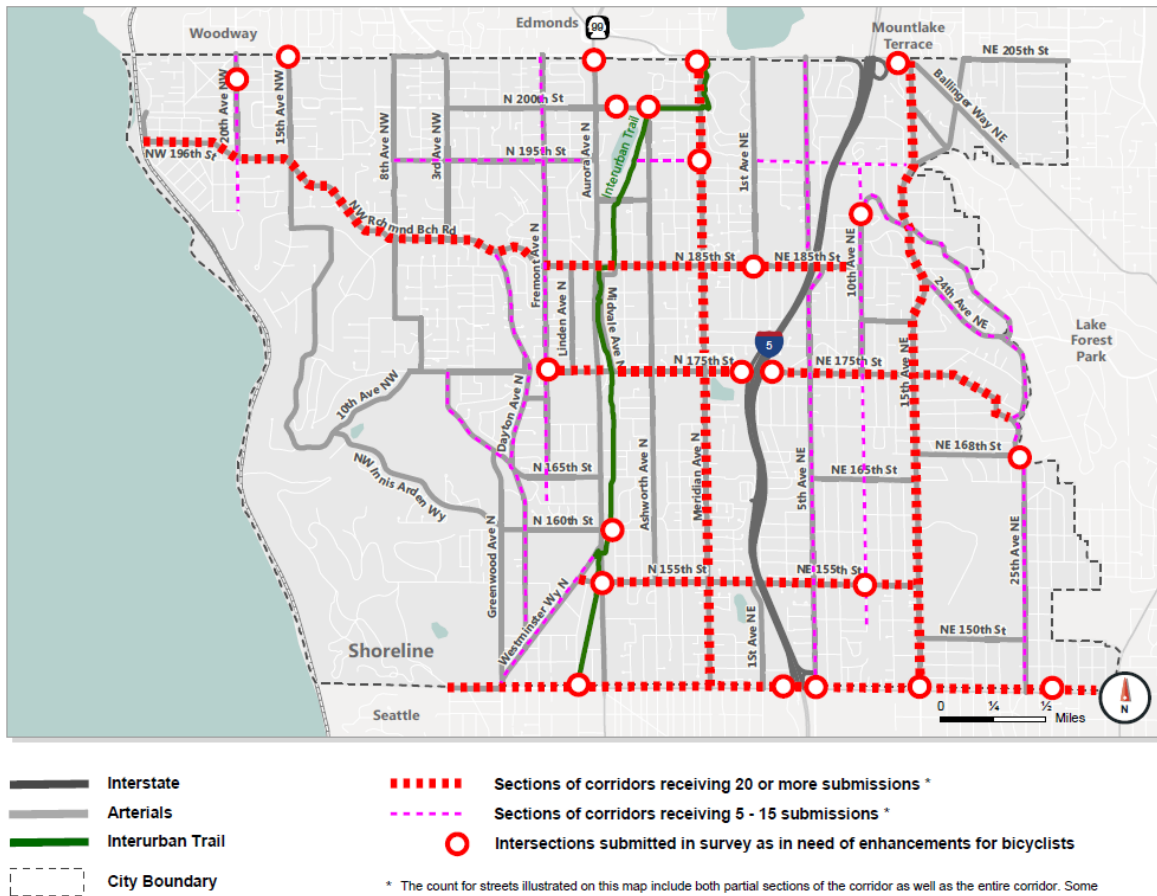 Edmonds
99
Woodway
Mountlake
Terrace
NE 205th St
Ballinger Way NE
20th Ave NW
15th Ave NW
8th Ave NW
3rd Ave NW
N 200th St
Aurora Ave N
Interurban Trail
NW 196th St
N 195th St
1st Ave NE
NW Rchmnd Bch Rd
Fremont Ave N
N 185th St
NE 185th St
10th Ave NE
24th Ave NE
Linden Ave N
Midvale Ave N
Lake
Forest
Park
5
N 175th St
NE 175th St
15th Ave NE
10th Ave NW
Dayton Ave N
NE 168th St
N 165th St
NE 165th St
NW Innis Arden Wy
Ashworth Ave N
Meridian Ave N
5th Ave NE
N 160th St
Greenwood Ave N
25th Ave NE
N 155th St
NE 155th St
Westminster Wy N
1St Ave NE
NE 150th St
Shoreline
Seattle
0 ¼ ½
Miles
N
Interstate
Arterials
Interurban Trail
City Boundary
Sections of corridors receiving 20 or more submissions *
Sections of corridors receiving 5 - 15 submissions *
Intersections submitted in survey as in need of enhancements for bicyclists
* The count for streets illustrated on this map include both partial sections of the corridor as well as the entire corridor. Some